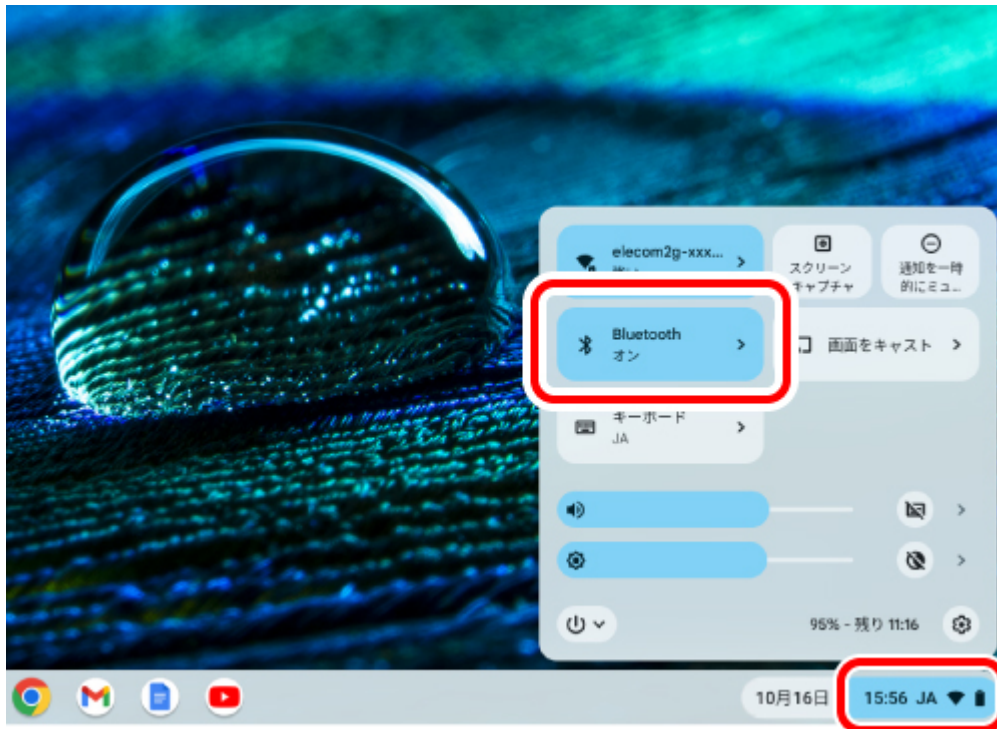 elecom2g-xxx...
スクリーン
キャプチャ
通知を一時
的にミュ...
Bluetooth
オン
画面をキャスト
キーボード
JA
95% - 残り 11:16
10月16日
15:56 JA